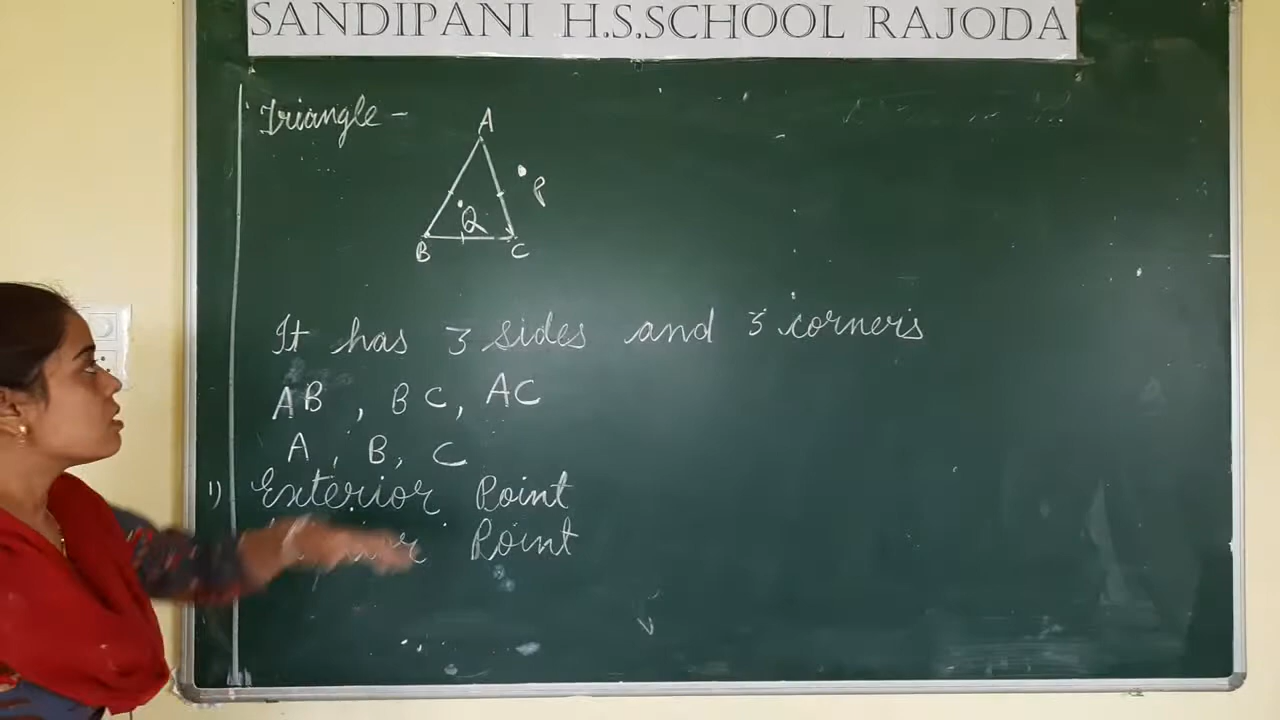 SANDIPANI H.S.SCHOOL RAJODA
Triangle -
A
P
Q
B C
It has 3 sides and 3 corners
AB , BC, AC
A , B, C
1) Exterior Point
Point